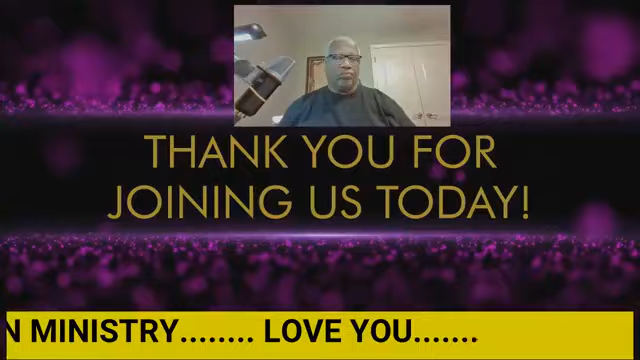 THANK YOU FOR
JOINING US TODAY!
N MINISTRY........ LOVE YOU.......